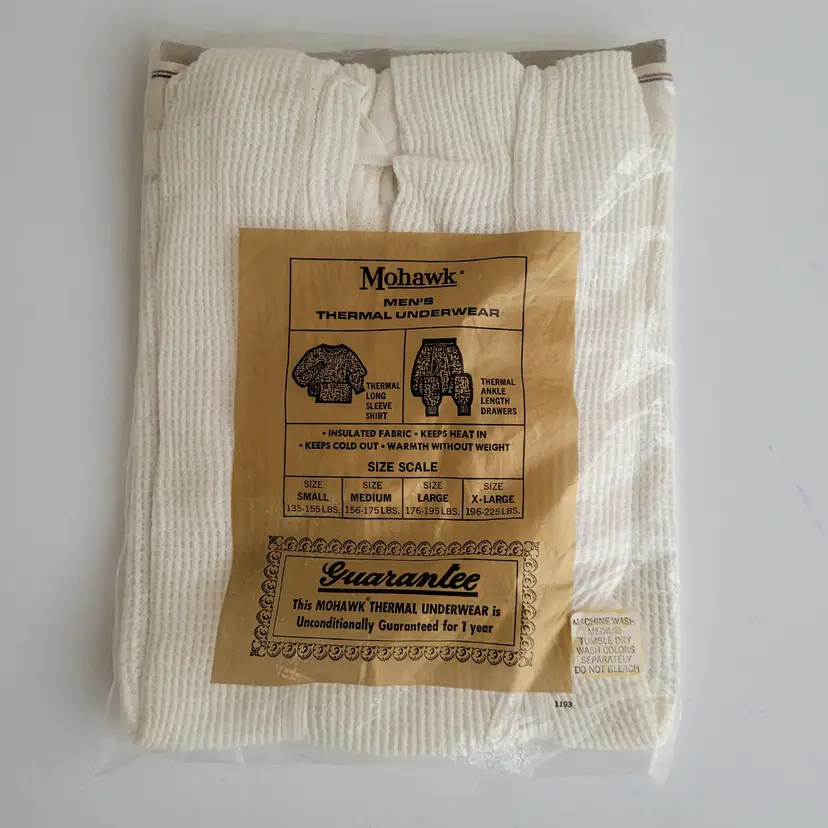 Mohawk®
MEN'S
THERMAL UNDERWEAR
THERMAL
LONG
SLEEVE
SHIRT
THERMAL
ANKLE
LENGTH
DRAWERS
• INSULATED FABRIC • KEEPS HEAT IN
• KEEPS COLD OUT • WARMTH WITHOUT WEIGHT
SIZE SCALE
SIZE SMALL 135-155 LBS.
SIZE MEDIUM 156-175 LBS.
SIZE LARGE 176-195 LBS.
SIZE X-LARGE 196-225 LBS.
Guarantee
This MOHAWK® THERMAL UNDERWEAR is
Unconditionally Guaranteed for 1 year
MACHINE WASH
MEDIUM
TUMBLE DRY
WASH COLORS
SEPARATELY
DO NOT BLEACH
1193